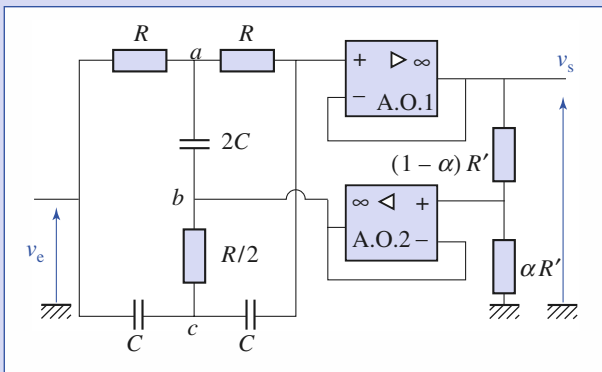 R
a
R
+
▷ ∞
−
A.O.1
v_s
2C
(1 – α) R′
b
∞ ◁ +
A.O.2 −
v_e
R/2
αR′
C
c
C